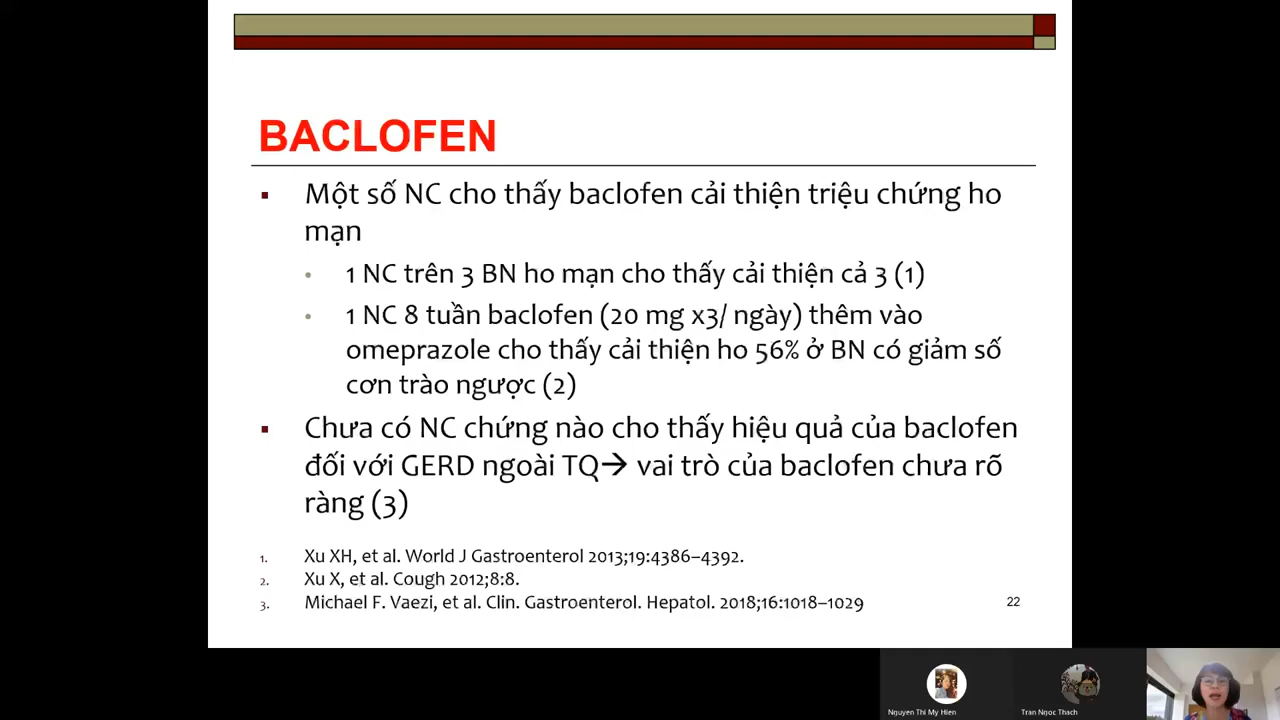 BACLOFEN
▪ Một số NC cho thấy baclofen cải thiện triệu chứng ho
mạn
• 1 NC trên 3 BN ho mạn cho thấy cải thiện cả 3 (1)
• 1 NC 8 tuần baclofen (20 mg x3/ ngày) thêm vào
omeprazole cho thấy cải thiện ho 56% ở BN có giảm số
cơn trào ngược (2)
▪ Chưa có NC chứng nào cho thấy hiệu quả của baclofen
đối với GERD ngoài TQ→ vai trò của baclofen chưa rõ
ràng (3)
1. Xu XH, et al. World J Gastroenterol 2013;19:4386–4392.
2. Xu X, et al. Cough 2012;8:8.
3. Michael F. Vaezi, et al. Clin. Gastroenterol. Hepatol. 2018;16:1018–1029
22
Nguyen Thi My Hien
Tran Ngoc Thach